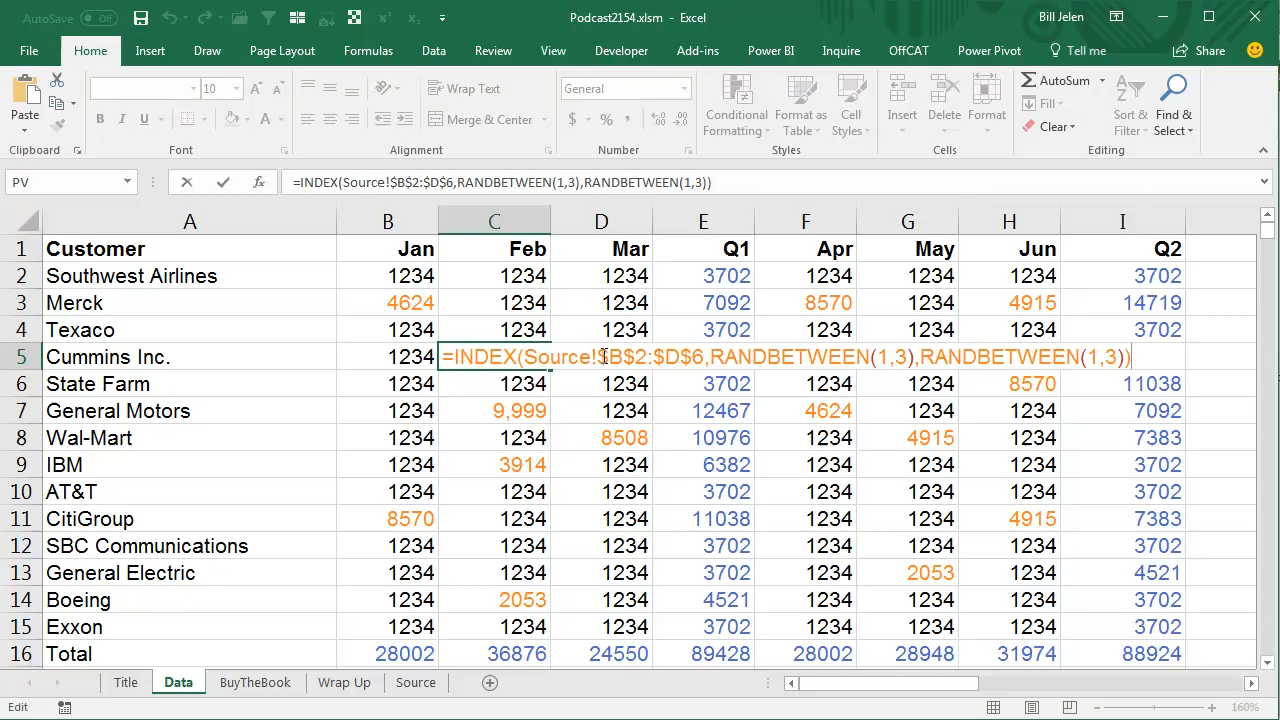 AutoSave Off Podcast2154.xlsm - Excel Bill Jelen
File Home Insert Draw Page Layout Formulas Data Review View Developer Add-ins Power BI Inquire OffCAT Power Pivot Tell me Share
10 Wrap Text General AutoSum
Paste Fill
B I U Merge & Center $ % Conditional Formatting Format as Table Cell Styles Insert Delete Format Clear Sort & Filter Find & Select
Clipboard Font Alignment Number Styles Cells Editing
PV =INDEX(Source!$B$2:$D$6,RANDBETWEEN(1,3),RANDBETWEEN(1,3))
A B C D E F G H I
1 Customer Jan Feb Mar Q1 Apr May Jun Q2
2 Southwest Airlines 1234 1234 1234 3702 1234 1234 1234 3702
3 Merck 4624 1234 1234 7092 8570 1234 4915 14719
4 Texaco 1234 1234 1234 3702 1234 1234 1234 3702
5 Cummins Inc. 1234 =INDEX(Source!$B$2:$D$6,RANDBETWEEN(1,3),RANDBETWEEN(1,3))
6 State Farm 1234 1234 1234 3702 1234 1234 8570 11038
7 General Motors 1234 9,999 1234 12467 4624 1234 1234 7092
8 Wal-Mart 1234 1234 8508 10976 1234 4915 1234 7383
9 IBM 1234 3914 1234 6382 1234 1234 1234 3702
10 AT&T 1234 1234 1234 3702 1234 1234 1234 3702
11 CitiGroup 8570 1234 1234 11038 1234 1234 4915 7383
12 SBC Communications 1234 1234 1234 3702 1234 1234 1234 3702
13 General Electric 1234 1234 1234 3702 1234 2053 1234 4521
14 Boeing 1234 2053 1234 4521 1234 1234 1234 3702
15 Exxon 1234 1234 1234 3702 1234 1234 1234 3702
16 Total 28002 36876 24550 89428 28002 28948 31974 88924
Title Data BuyTheBook Wrap Up Source
Edit 160%